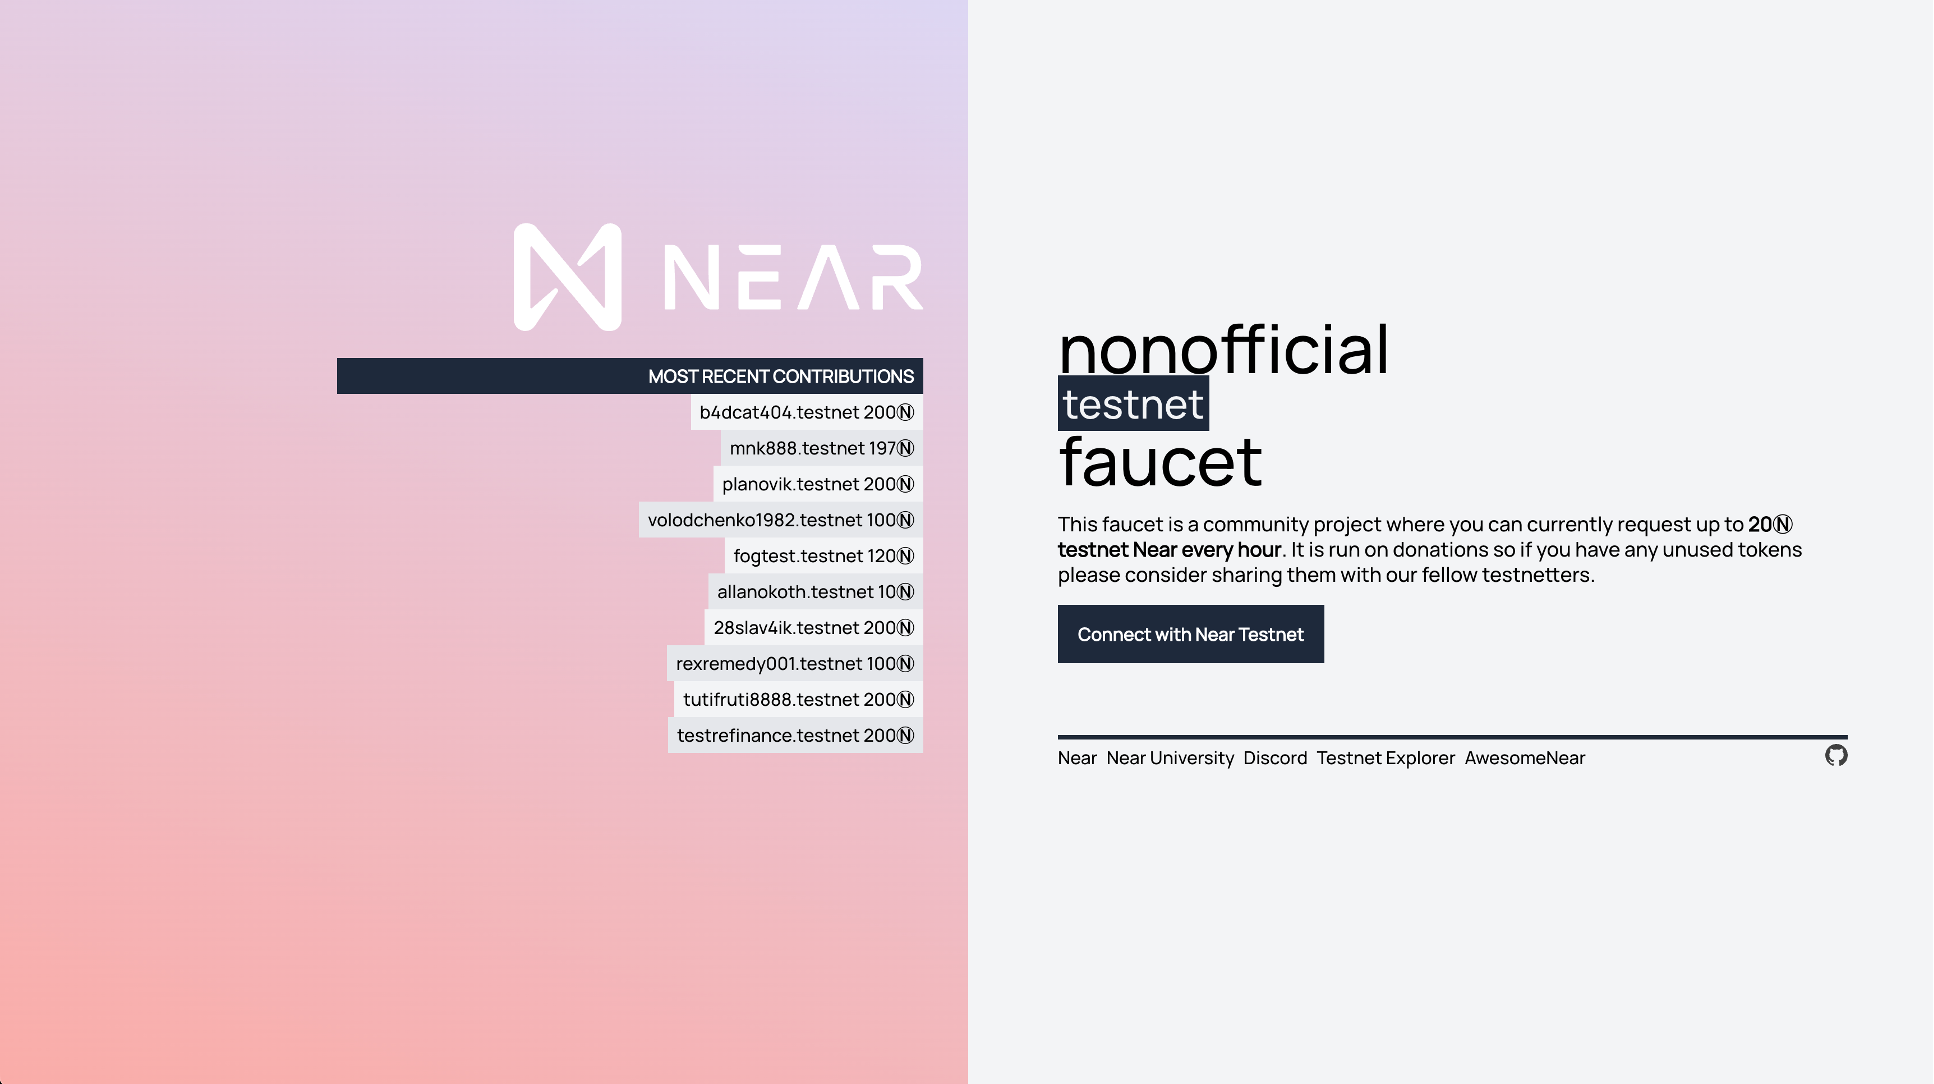 NEAR
MOST RECENT CONTRIBUTIONS
b4dcat404.testnet 200Ⓝ
mnk888.testnet 197Ⓝ
planovik.testnet 200Ⓝ
volodchenko1982.testnet 100Ⓝ
fogtest.testnet 120Ⓝ
allanokoth.testnet 10Ⓝ
28slav4ik.testnet 200Ⓝ
rexremedy001.testnet 100Ⓝ
tutifruti8888.testnet 200Ⓝ
testrefinance.testnet 200Ⓝ
nonofficial
testnet
faucet
This faucet is a community project where you can currently request up to 20Ⓝ
testnet Near every hour. It is run on donations so if you have any unused tokens
please consider sharing them with our fellow testnetters.
Connect with Near Testnet
Near Near University Discord Testnet Explorer AwesomeNear